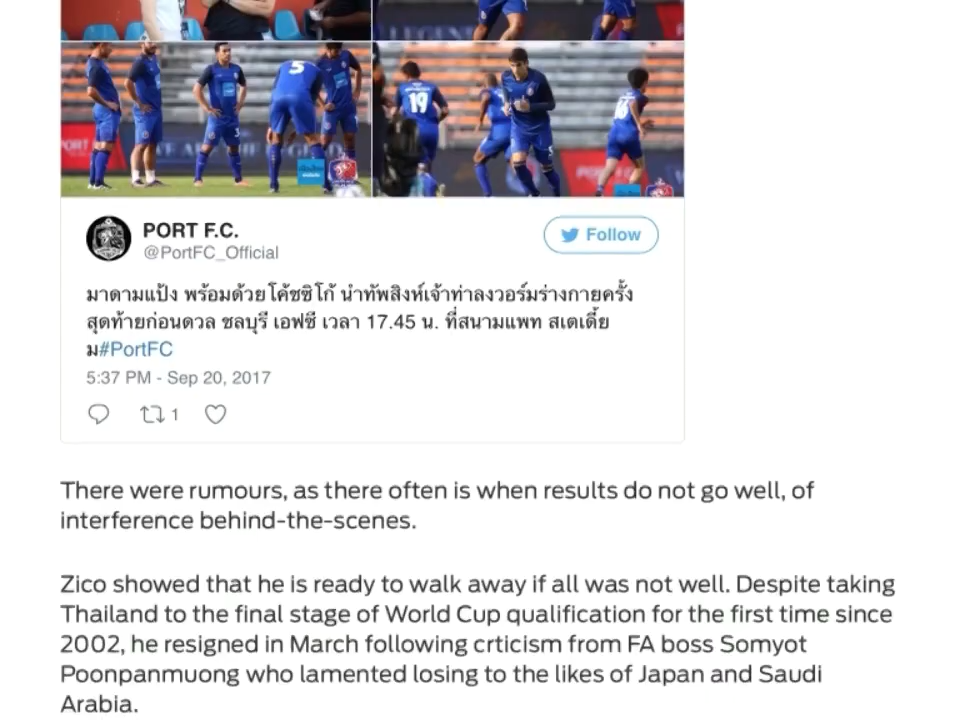 5
19
PORT F.C.
@PortFC_Official
Follow
มาดามแป้ง พร้อมด้วยโค้ชซิโก้ นำทัพสิงห์เจ้าท่าลงวอร์มร่างกายครั้ง
สุดท้ายก่อนดวล ชลบุรี เอฟซี เวลา 17.45 น. ที่สนามแพท สเตเดี้ย
ม#PortFC
5:37 PM - Sep 20, 2017
1
There were rumours, as there often is when results do not go well, of
interference behind-the-scenes.
Zico showed that he is ready to walk away if all was not well. Despite taking
Thailand to the final stage of World Cup qualification for the first time since
2002, he resigned in March following crticism from FA boss Somyot
Poonpanmuong who lamented losing to the likes of Japan and Saudi
Arabia.